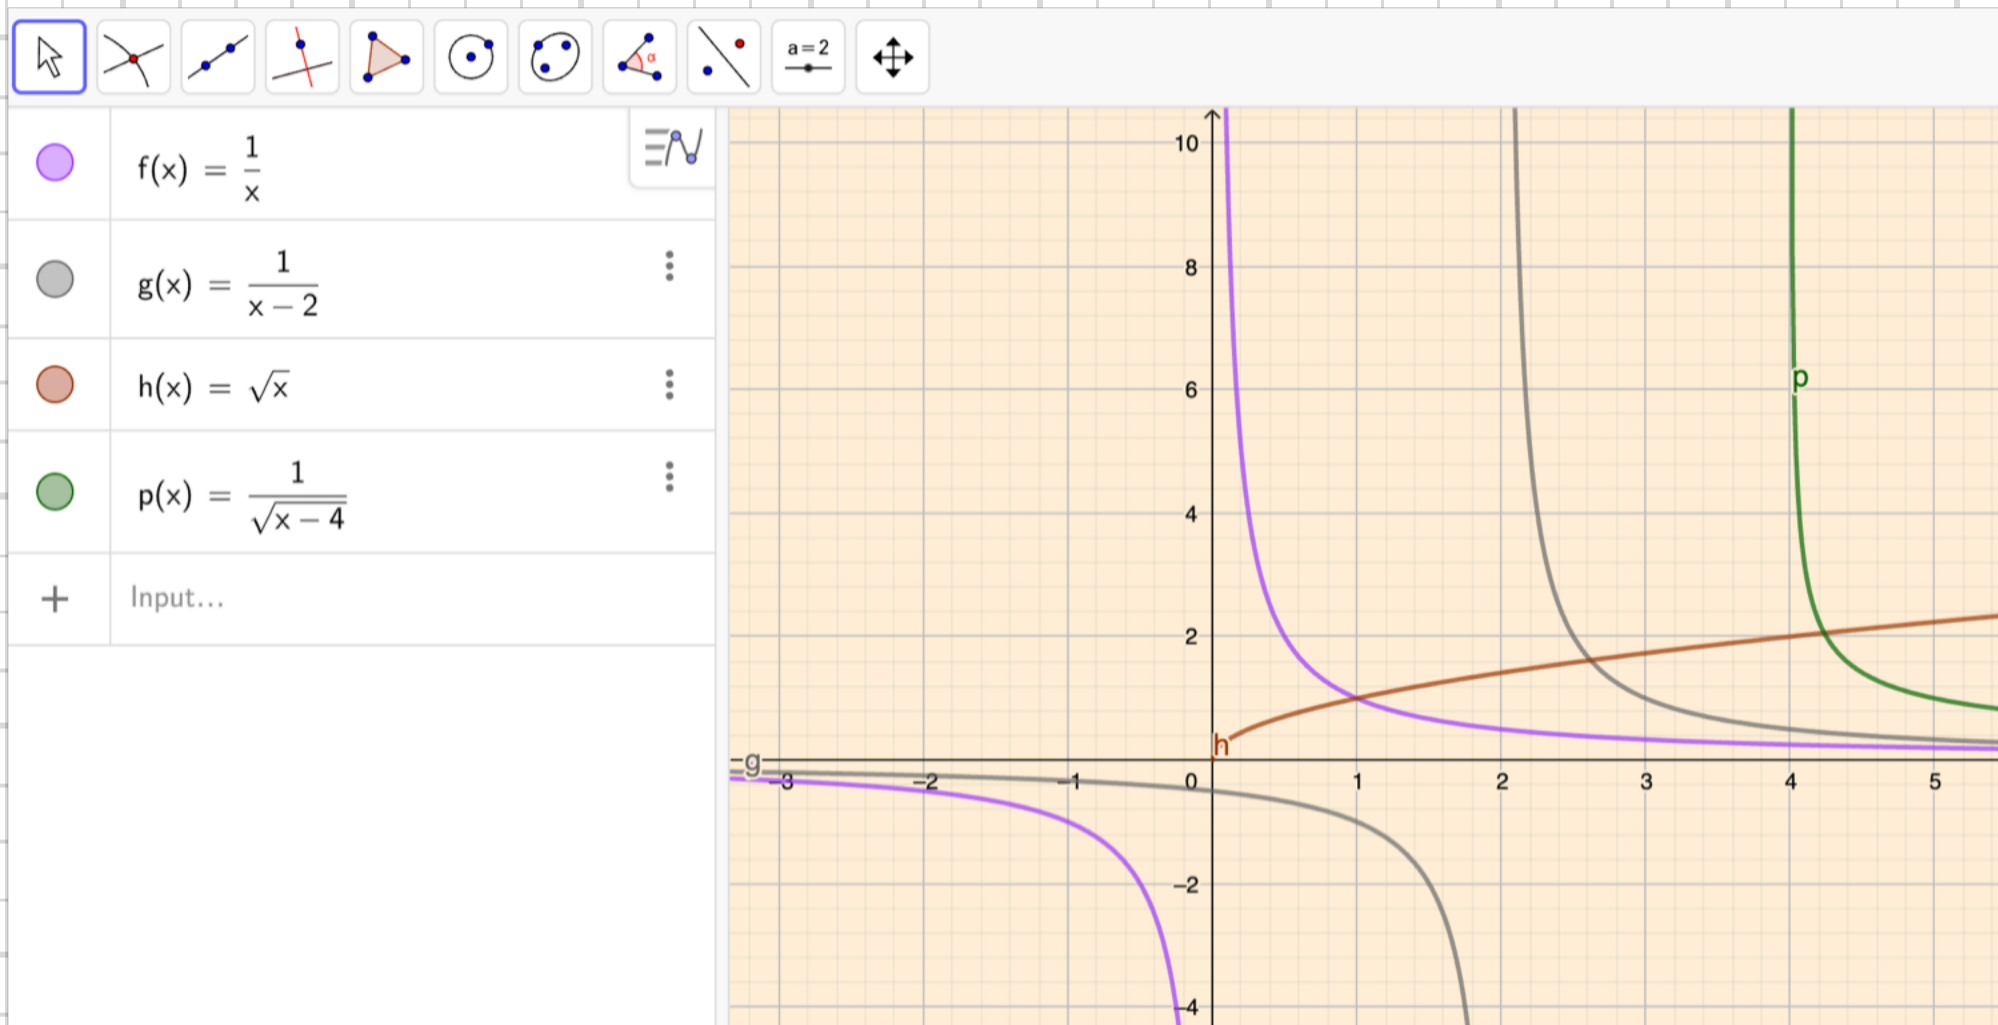 α
a=2
f(x) = 1/x
g(x) = 1/(x − 2)
h(x) = √x
p(x) = 1/√(x − 4)
+ Input...
10
8
6
p
4
2
h
g
−3 −2 −1 0 1 2 3 4 5
−2
−4